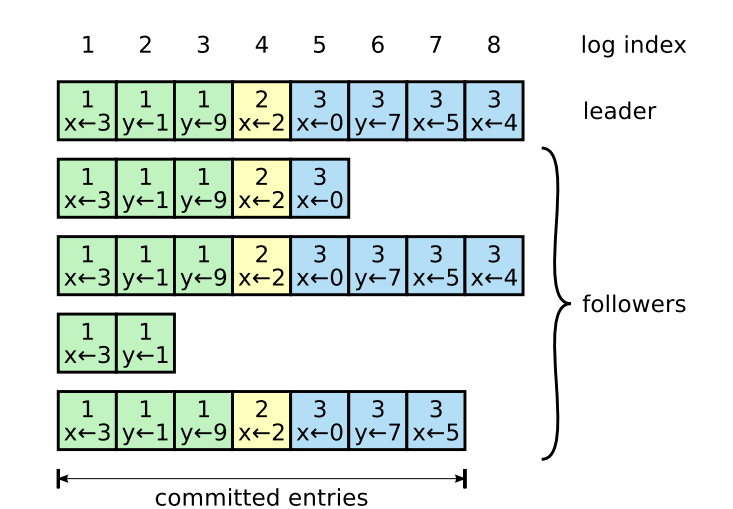 1 2 3 4 5 6 7 8 log index
1 1 1 2 3 3 3 3
x←3 y←1 y←9 x←2 x←0 y←7 x←5 x←4
leader
1 1 1 2 3
x←3 y←1 y←9 x←2 x←0
1 1 1 2 3 3 3 3
x←3 y←1 y←9 x←2 x←0 y←7 x←5 x←4
followers
1 1
x←3 y←1
1 1 1 2 3 3 3
x←3 y←1 y←9 x←2 x←0 y←7 x←5
committed entries